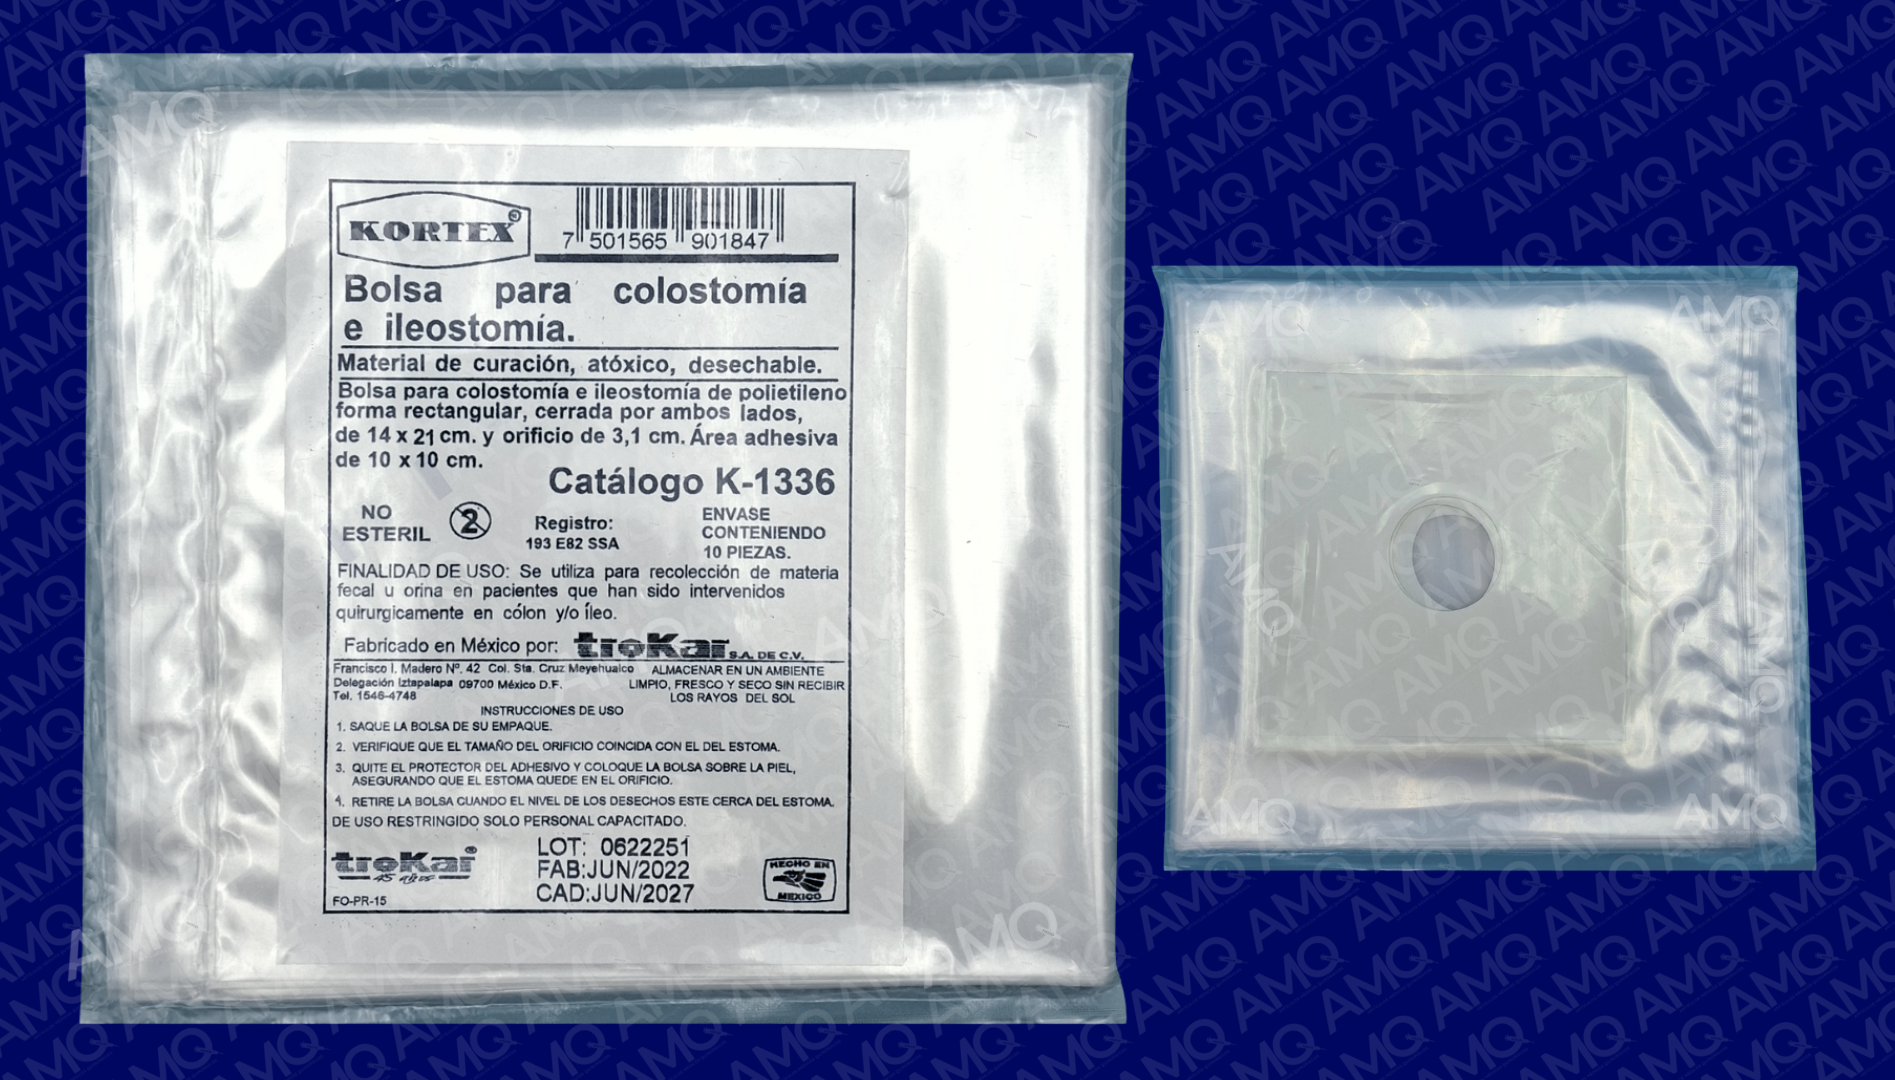 KORTEX®
7 501565 901847
Bolsa para colostomía
e ileostomía.
Material de curación, atóxico, desechable.
Bolsa para colostomía e ileostomía de polietileno
forma rectangular, cerrada por ambos lados,
de 14 x 21 cm. y orificio de 3,1 cm. Área adhesiva
de 10 x 10 cm.
Catálogo K-1336
NO
ESTERIL
2
Registro:
193 E82 SSA
ENVASE
CONTENIENDO
10 PIEZAS.
FINALIDAD DE USO: Se utiliza para recolección de materia
fecal u orina en pacientes que han sido intervenidos
quirurgicamente en cólon y/o íleo.
Fabricado en México por: troKar S.A. DE C.V.
Francisco I. Madero Nº. 42 Col. Sta. Cruz Meyehualco
Delegación Iztapalapa 09700 México D.F.
Tel. 1546-4748
ALMACENAR EN UN AMBIENTE
LIMPIO, FRESCO Y SECO SIN RECIBIR
LOS RAYOS DEL SOL
INSTRUCCIONES DE USO
1. SAQUE LA BOLSA DE SU EMPAQUE.
2. VERIFIQUE QUE EL TAMAÑO DEL ORIFICIO COINCIDA CON EL DEL ESTOMA.
3. QUITE EL PROTECTOR DEL ADHESIVO Y COLOQUE LA BOLSA SOBRE LA PIEL,
ASEGURANDO QUE EL ESTOMA QUEDE EN EL ORIFICIO.
4. RETIRE LA BOLSA CUANDO EL NIVEL DE LOS DESECHOS ESTE CERCA DEL ESTOMA.
DE USO RESTRINGIDO SOLO PERSONAL CAPACITADO.
troKar®
45 años
FO-PR-15
LOT: 0622251
FAB:JUN/2022
CAD:JUN/2027
HECHO EN
MEXICO
AMQ